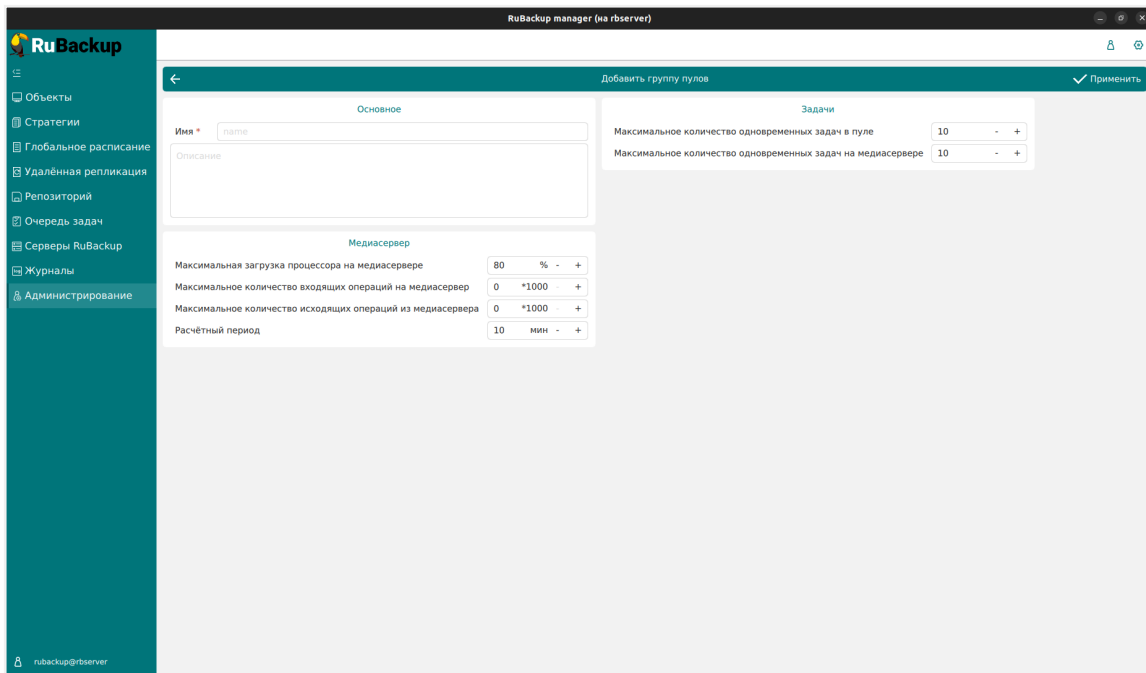 RuBackup manager (на rbserver)
RuBackup
Объекты
Стратегии
Глобальное расписание
Удалённая репликация
Репозиторий
Очередь задач
Серверы RuBackup
Журналы
Администрирование
rubackup@rbserver
Добавить группу пулов
Применить
Основное
Имя * name
Описание
Медиасервер
Максимальная загрузка процессора на медиасервере 80 % - +
Максимальное количество входящих операций на медиасервер 0 *1000 - +
Максимальное количество исходящих операций из медиасервера 0 *1000 - +
Расчётный период 10 мин - +
Задачи
Максимальное количество одновременных задач в пуле 10 - +
Максимальное количество одновременных задач на медиасервере 10 - +